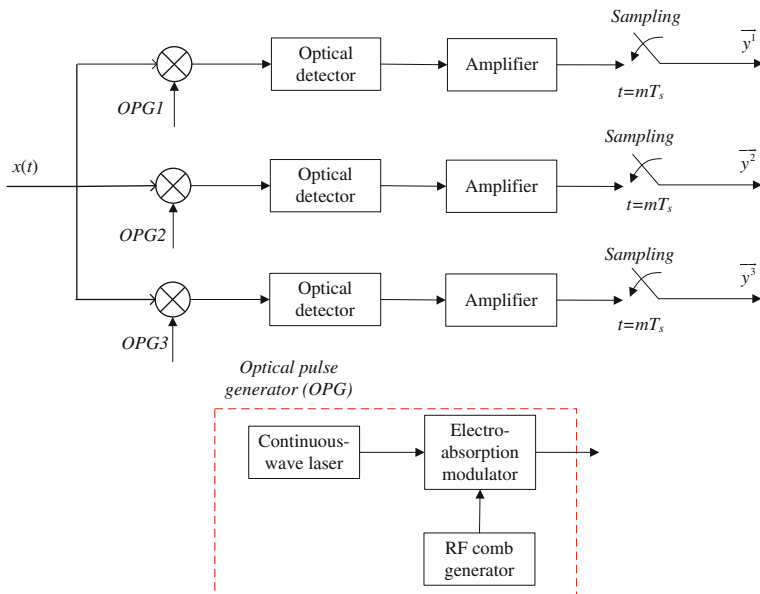 Sampling
y¹
Optical
detector
Amplifier
t=mTₛ
OPG1
x(t)
Sampling
y²
Optical
detector
Amplifier
t=mTₛ
OPG2
Sampling
y³
Optical
detector
Amplifier
t=mTₛ
OPG3
Optical pulse
generator (OPG)
Continuous-
wave laser
Electro-
absorption
modulator
RF comb
generator